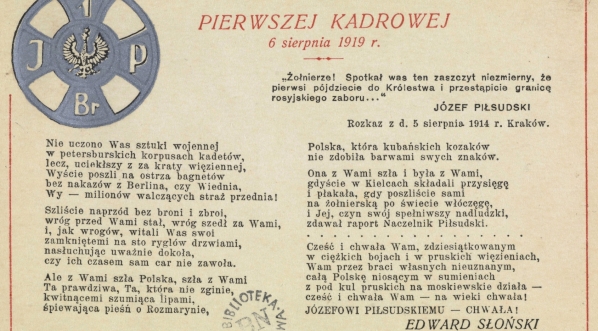 1
J P
Br
PIERWSZEJ KADROWEJ
6 sierpnia 1919 r.
„Żołnierze! Spotkał was ten zaszczyt niezmierny, że
pierwsi pójdziecie do Królestwa i przestąpicie granicę
rosyjskiego zaboru..."
JÓZEF PIŁSUDSKI
Rozkaz z d. 5 sierpnia 1914 r. Kraków.
Nie uczono Was sztuki wojennej
w petersburskich korpusach kadetów,
lecz, uciekłszy z za kraty więziennej,
Wyście poszli na ostrza bagnetów
bez nakazów z Berlina, czy Wiednia,
Wy — milionów walczących straż przednia!
Szliście naprzód bez broni i zbroi,
wróg przed Wami stał, wróg szedł za Wami,
i, jak wrogów, witali Was swoi
zamkniętemi na sto ryglów drzwiami,
nasłuchując uważnie dokoła,
czy ich czasem sam car nie zawoła.
Ale z Wami szła Polska, szła z Wami
Ta prawdziwa, Ta, która nie zginie,
kwitnącemi szumiąca lipami,
śpiewająca pieśń o Rozmarynie,
Polska, która kubańskich kozaków
nie zdobiła barwami swych znaków.
Ona z Wami szła i była z Wami,
gdyście w Kielcach składali przysięgę
i płakała, gdy poszliście sami
na żołnierską po świecie włóczęgę,
i Jej, czyn swój spełniwszy nadludzki,
zdawał raport Naczelnik Piłsudski.
. . . . . . . . . . . . . . . . . .
Cześć i chwała Wam, zdziesiątkowanym
w ciężkich bojach i w pruskich więzieniach,
Wam przez braci własnych nieuznanym,
całą Polskę niosącym w sumieniach
z pod kul pruskich na moskiewskie działa —
cześć i chwała Wam — na wieki chwała!
JÓZEFOWI PIŁSUDSKIEMU — CHWAŁA!
EDWARD SŁOŃSKI
BIBLIOTEKA
BN